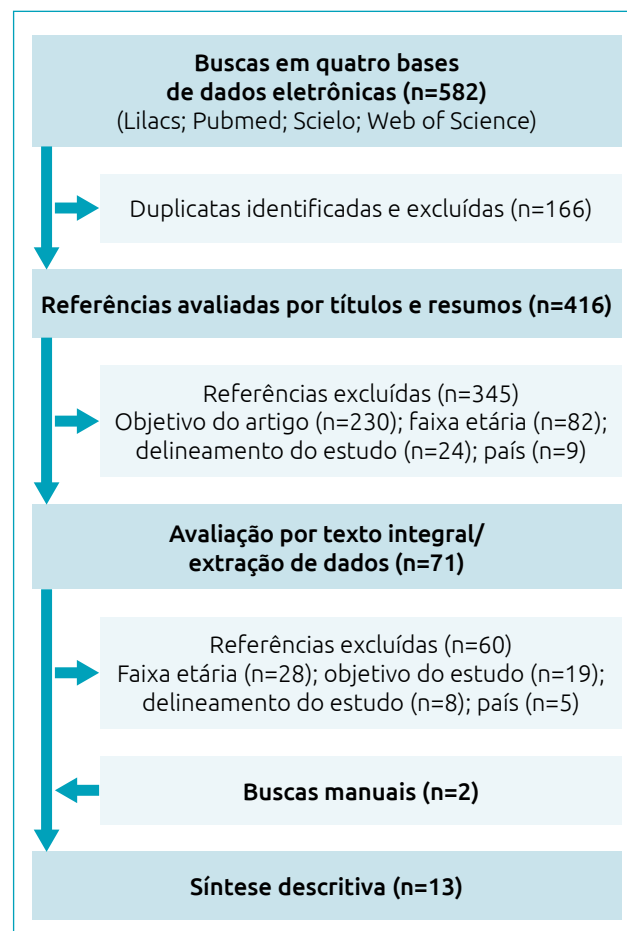 Buscas em quatro bases
de dados eletrônicas (n=582)
(Lilacs; Pubmed; Scielo; Web of Science)
Duplicatas identificadas e excluídas (n=166)
Referências avaliadas por títulos e resumos (n=416)
Referências excluídas (n=345)
Objetivo do artigo (n=230); faixa etária (n=82);
delineamento do estudo (n=24); país (n=9)
Avaliação por texto integral/
extração de dados (n=71)
Referências excluídas (n=60)
Faixa etária (n=28); objetivo do estudo (n=19);
delineamento do estudo (n=8); país (n=5)
Buscas manuais (n=2)
Síntese descritiva (n=13)